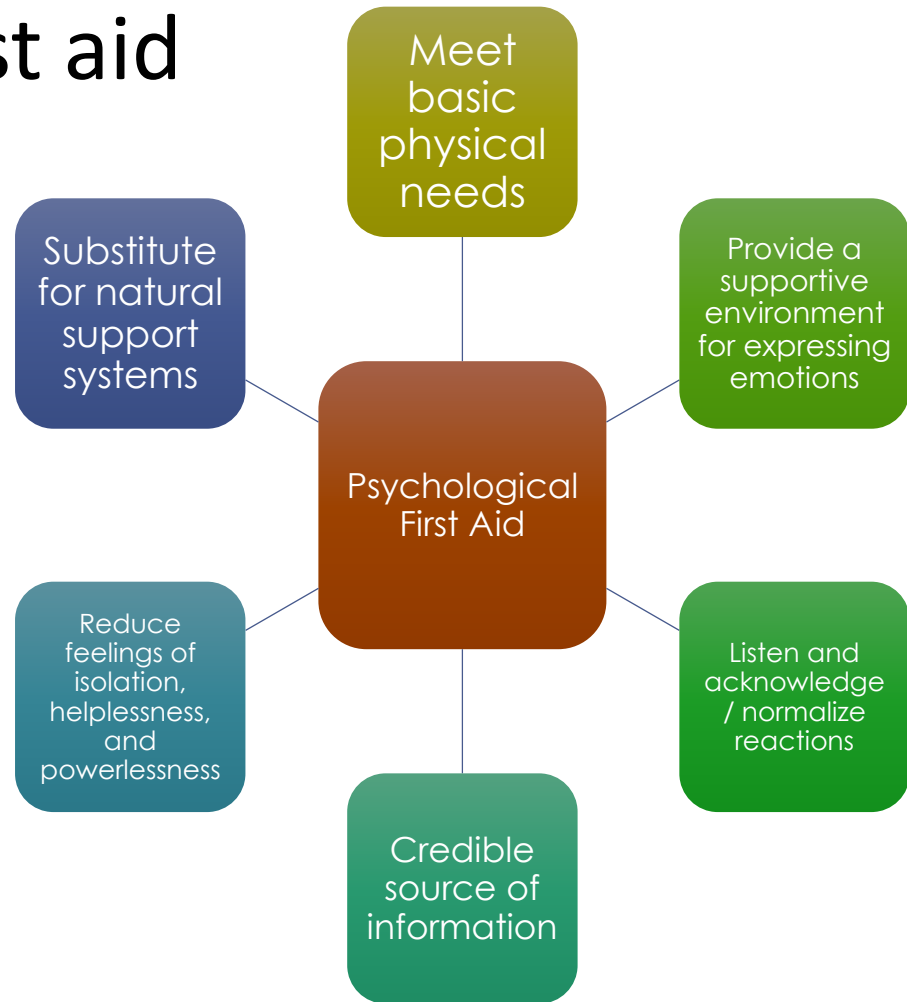 st aid
Meet
basic
physical
needs
Provide a
supportive
environment
for expressing
emotions
Listen and
acknowledge
/ normalize
reactions
Credible
source of
information
Reduce
feelings of
isolation,
helplessness,
and
powerlessness
Substitute
for natural
support
systems
Psychological
First Aid